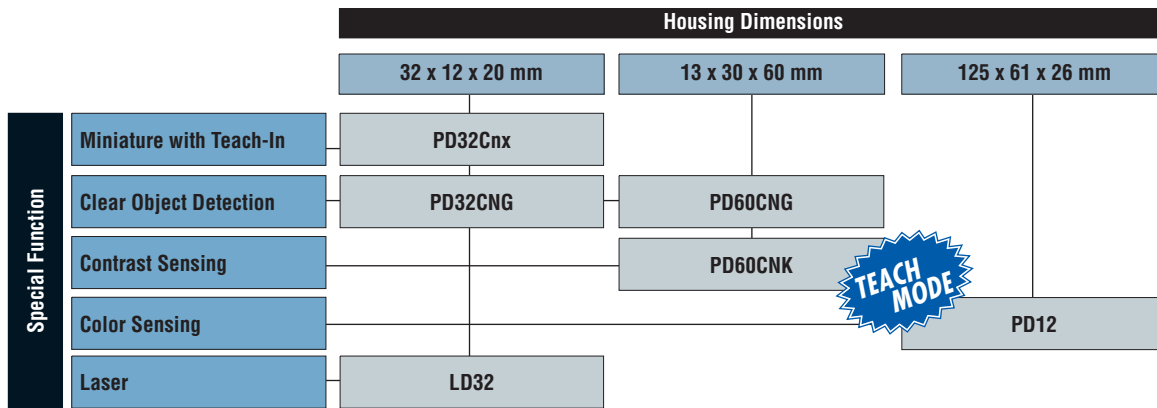 Housing Dimensions
32 x 12 x 20 mm
13 x 30 x 60 mm
125 x 61 x 26 mm
Special Function
Miniature with Teach-In
PD32Cnx
Clear Object Detection
PD32CNG
PD60CNG
Contrast Sensing
PD60CNK
TEACH
MODE
Color Sensing
PD12
Laser
LD32